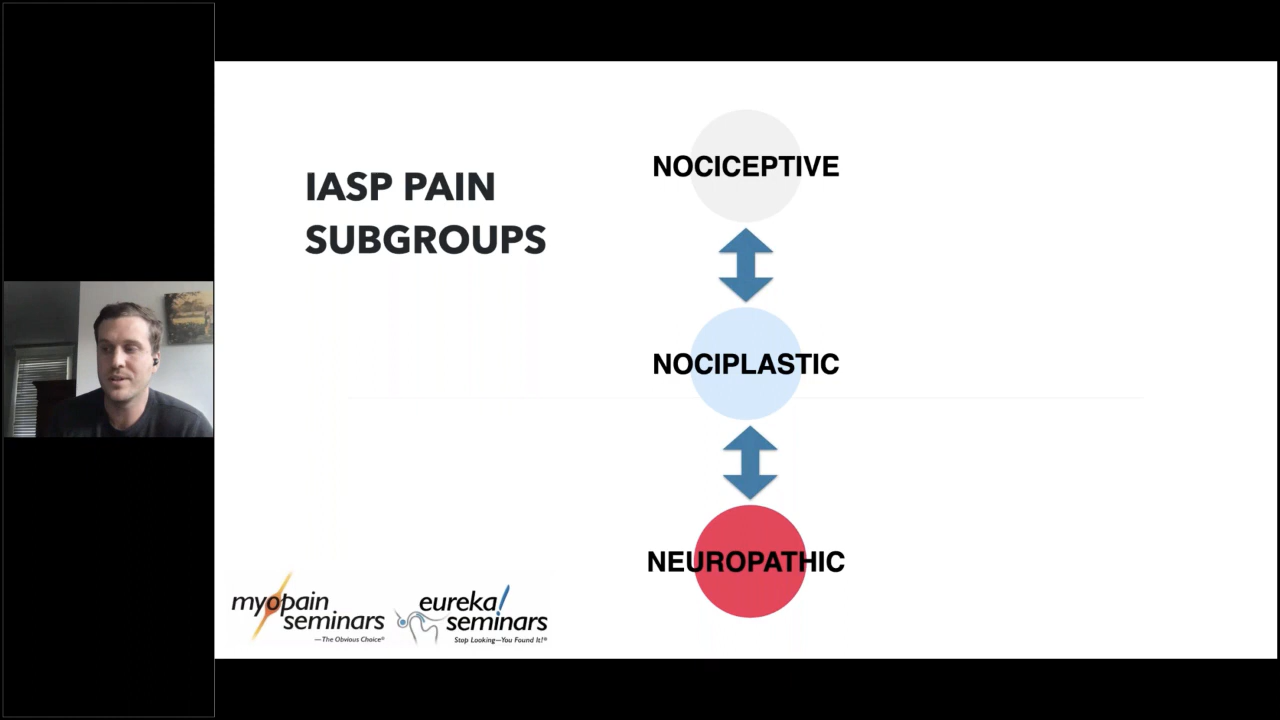 IASP PAIN
SUBGROUPS
NOCICEPTIVE
NOCIPLASTIC
NEUROPATHIC
myopain
seminars
—The Obvious Choice®
eureka!
seminars
Stop Looking—You Found It!®